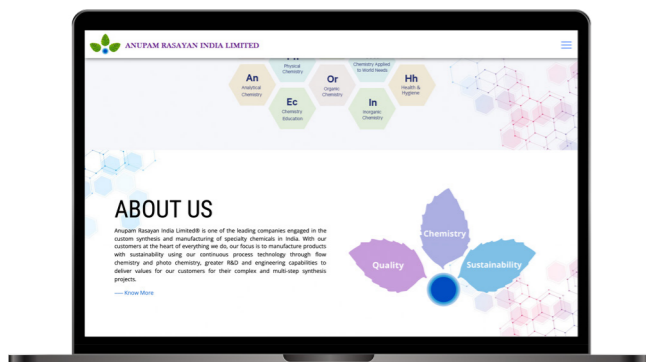 ANUPAM RASAYAN INDIA LIMITED
Physical
Chemistry
Chemistry Applied
to World Needs
An
Analytical
Chemistry
Or
Organic
Chemistry
Hh
Health &
Hygiene
Ec
Chemistry
Education
In
Inorganic
Chemistry
ABOUT US
Anupam Rasayan India Limited® is one of the leading companies engaged in the
custom synthesis and manufacturing of specialty chemicals in India. With our
customers at the heart of everything we do, our focus is to manufacture products
with sustainability using our continuous process technology through flow
chemistry and photo chemistry, greater R&D and engineering capabilities to
deliver values for our customers for their complex and multi-step synthesis
projects.
Know More
Chemistry
Quality
Sustainability